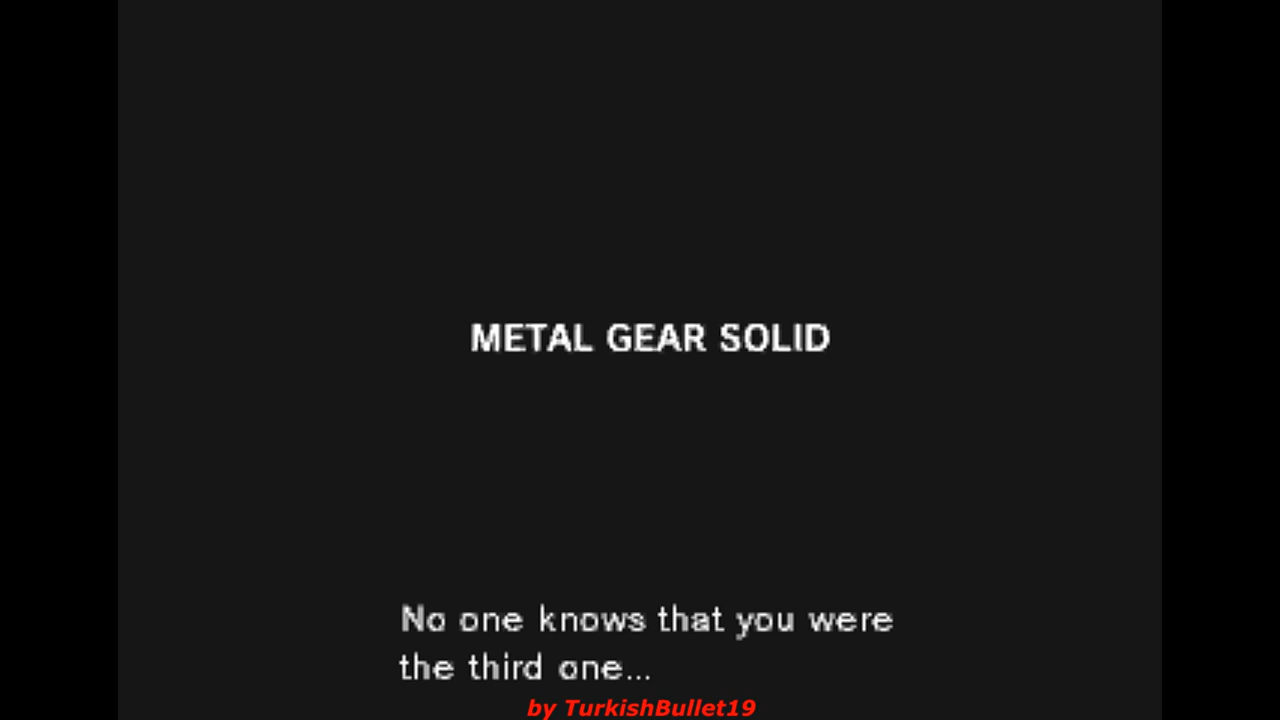 METAL GEAR SOLID
No one knows that you were
the third one...
by TurkishBullet19